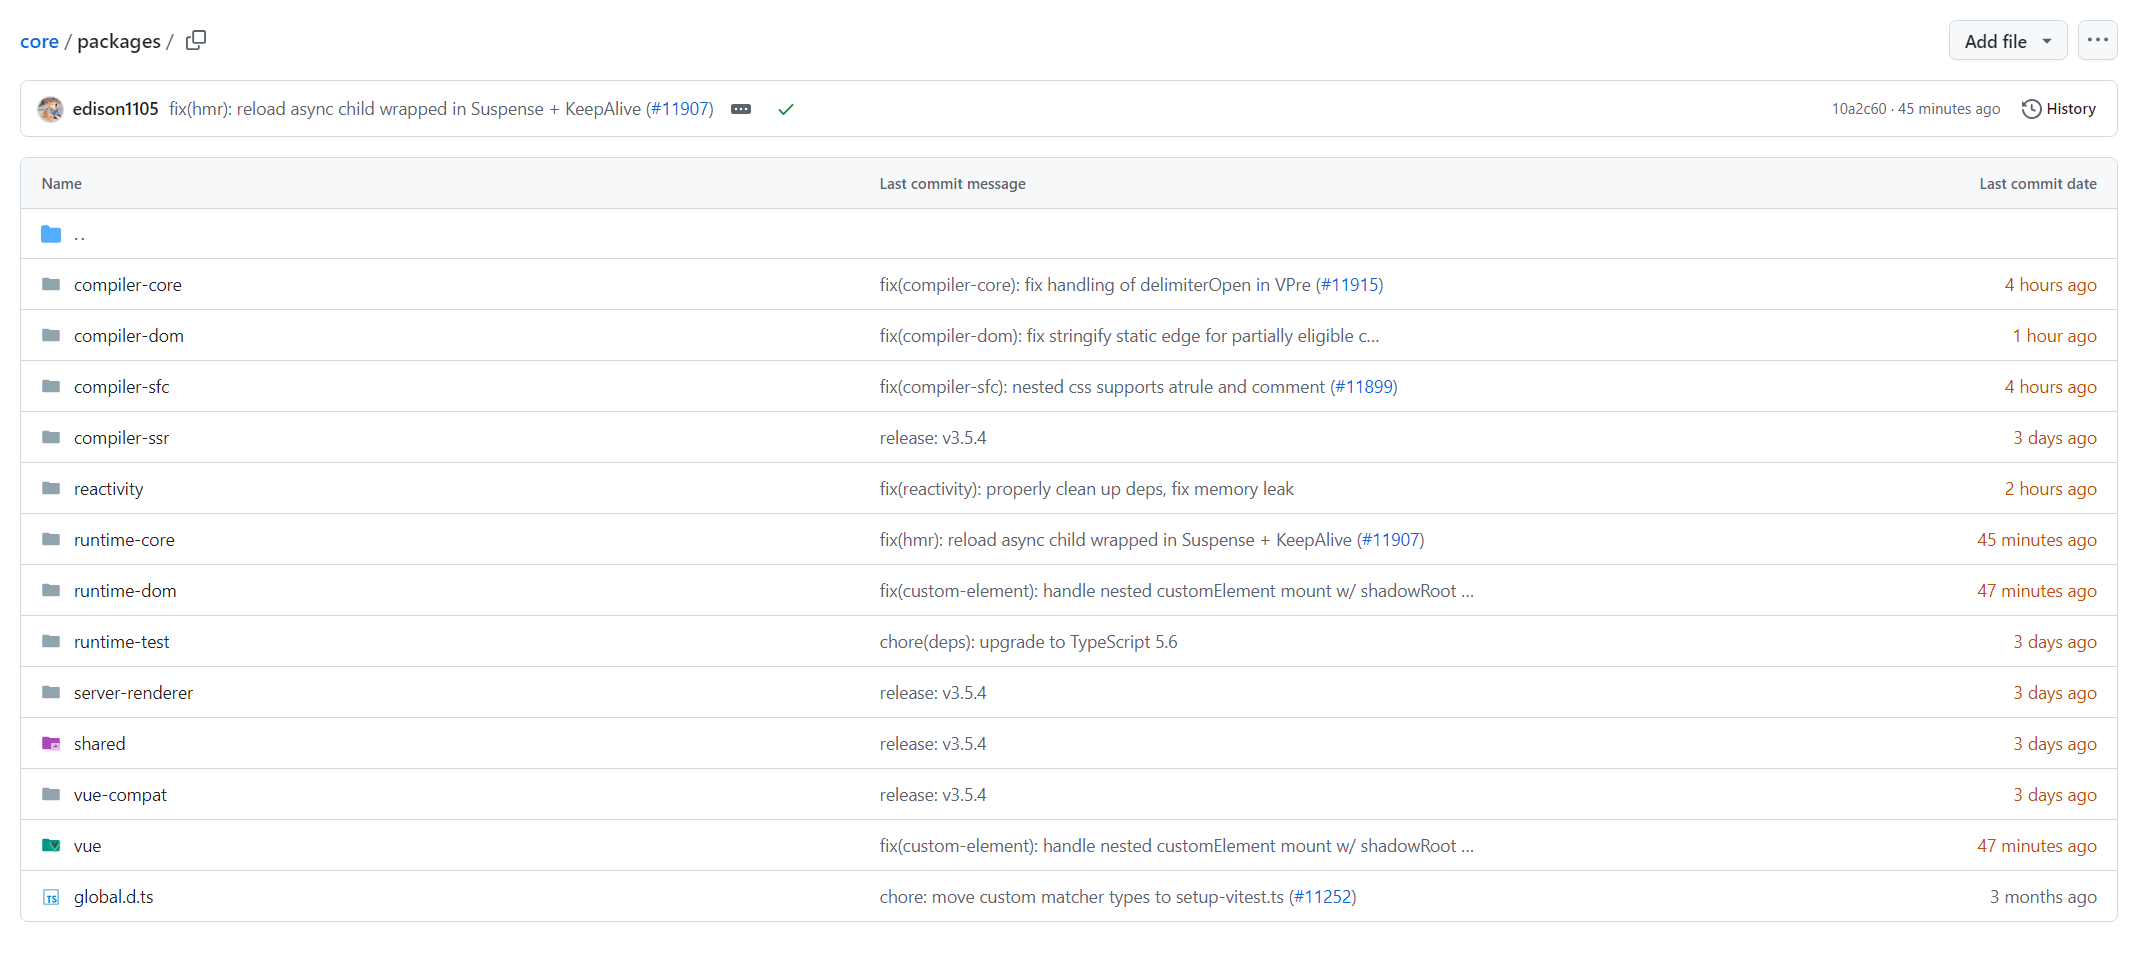 core / packages /
Add file
edison1105 fix(hmr): reload async child wrapped in Suspense + KeepAlive (#11907)
10a2c60 · 45 minutes ago
History
Name Last commit message Last commit date
..
compiler-core fix(compiler-core): fix handling of delimiterOpen in VPre (#11915) 4 hours ago
compiler-dom fix(compiler-dom): fix stringify static edge for partially eligible c... 1 hour ago
compiler-sfc fix(compiler-sfc): nested css supports atrule and comment (#11899) 4 hours ago
compiler-ssr release: v3.5.4 3 days ago
reactivity fix(reactivity): properly clean up deps, fix memory leak 2 hours ago
runtime-core fix(hmr): reload async child wrapped in Suspense + KeepAlive (#11907) 45 minutes ago
runtime-dom fix(custom-element): handle nested customElement mount w/ shadowRoot ... 47 minutes ago
runtime-test chore(deps): upgrade to TypeScript 5.6 3 days ago
server-renderer release: v3.5.4 3 days ago
shared release: v3.5.4 3 days ago
vue-compat release: v3.5.4 3 days ago
vue fix(custom-element): handle nested customElement mount w/ shadowRoot ... 47 minutes ago
TS global.d.ts chore: move custom matcher types to setup-vitest.ts (#11252) 3 months ago